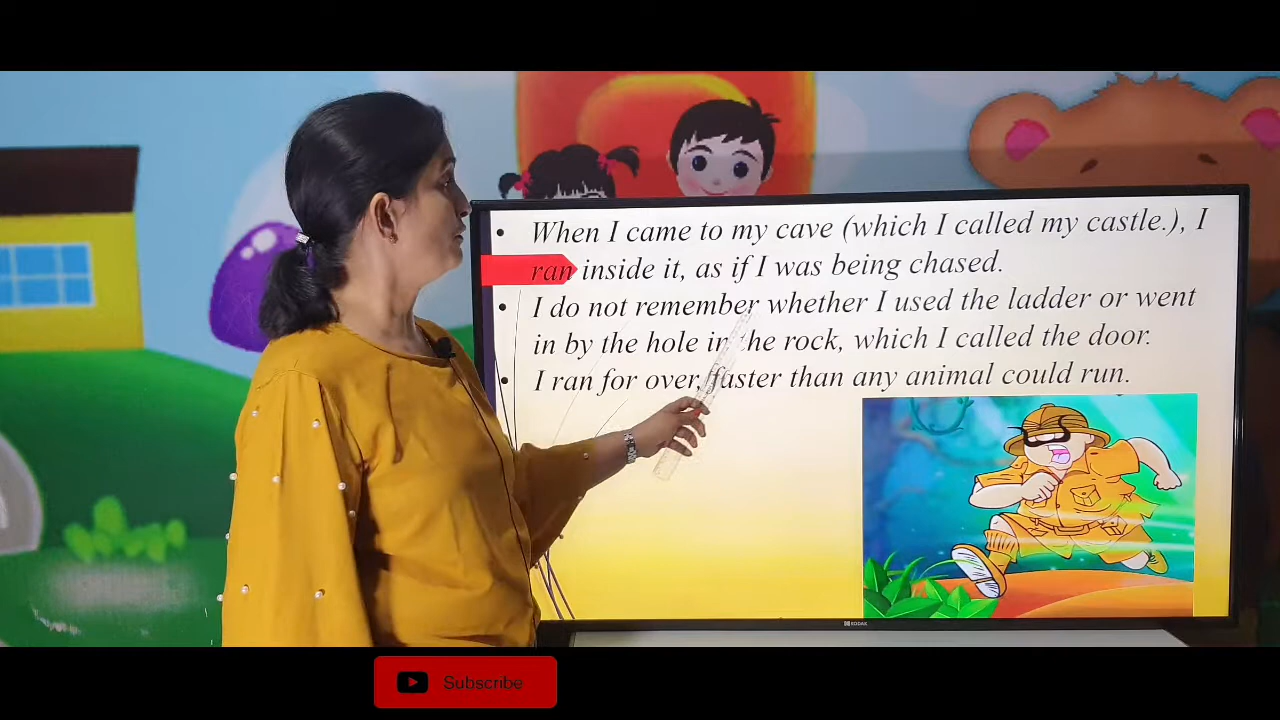 • When I came to my cave (which I called my castle.), I
ran inside it, as if I was being chased.
• I do not remember whether I used the ladder or went
in by the hole in the rock, which I called the door.
• I ran for over, faster than any animal could run.
KODAK
Subscribe